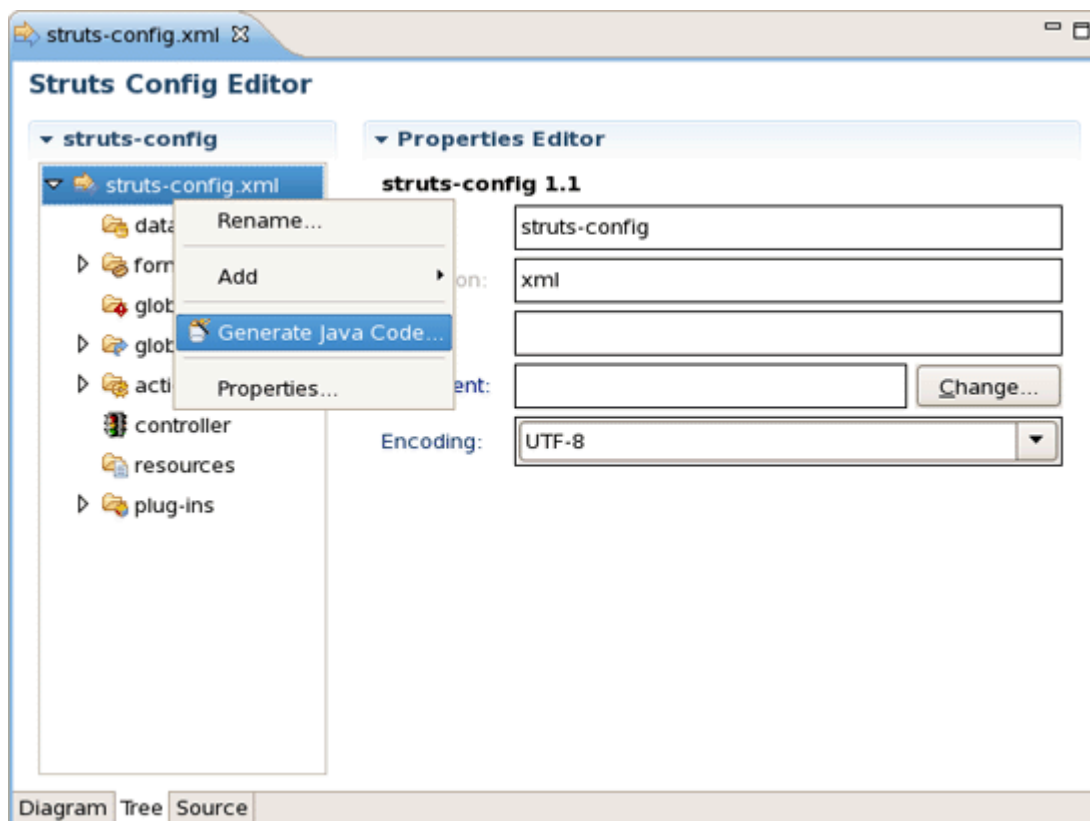 struts-config.xml
Struts Config Editor
struts-config
Properties Editor
struts-config.xml
struts-config 1.1
data
Rename...
struts-config
form
Add
on:
xml
glob
Generate Java Code...
glob
acti
Properties...
ent:
Change...
controller
Encoding:
UTF-8
resources
plug-ins
Diagram
Tree
Source